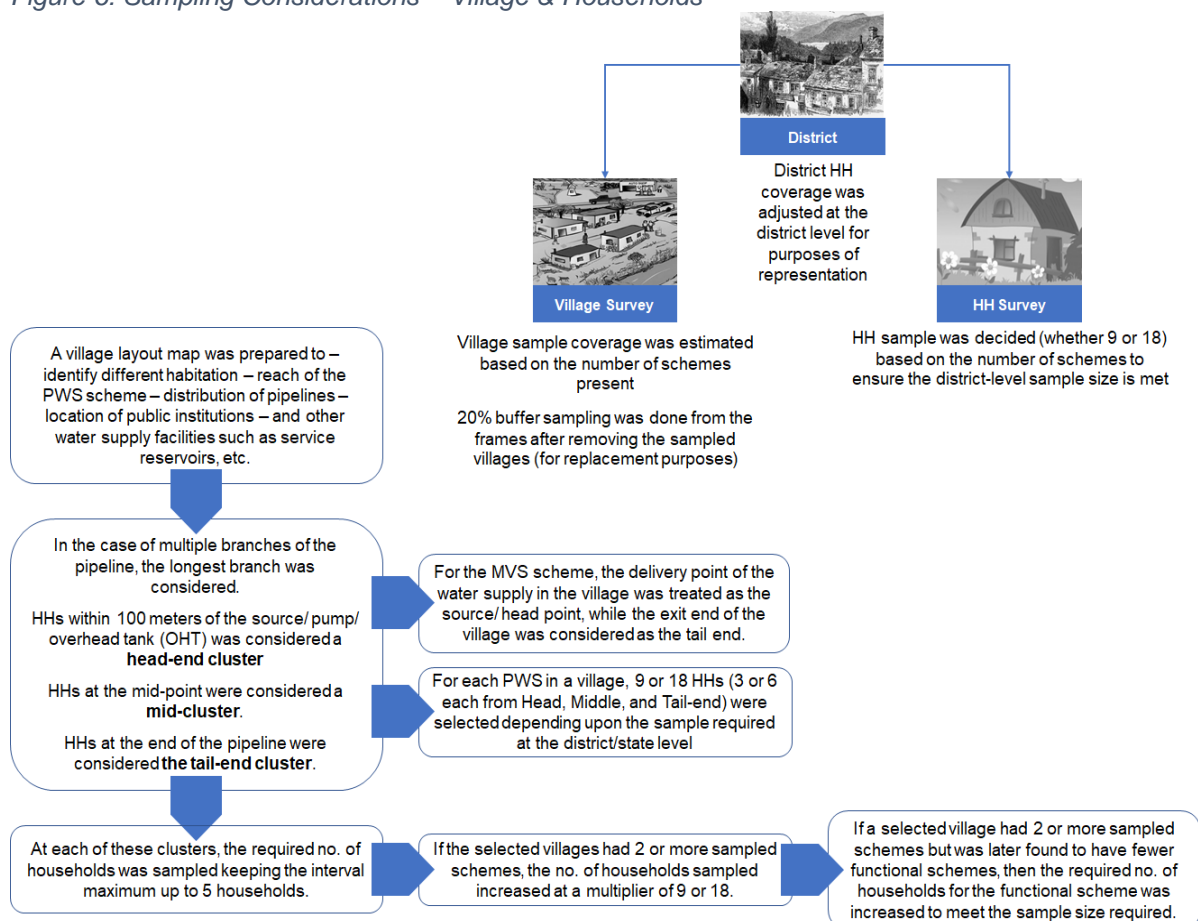 District
District HH
coverage was
adjusted at the
district level for
purposes of
representation
Village Survey
Village sample coverage was estimated
based on the number of schemes
present
20% buffer sampling was done from the
frames after removing the sampled
villages (for replacement purposes)
HH Survey
HH sample was decided (whether 9 or 18)
based on the number of schemes to
ensure the district-level sample size is met
A village layout map was prepared to –
identify different habitation – reach of the
PWS scheme – distribution of pipelines –
location of public institutions – and other
water supply facilities such as service
reservoirs, etc.
In the case of multiple branches of the
pipeline, the longest branch was
considered.
HHs within 100 meters of the source/ pump/
overhead tank (OHT) was considered a
head-end cluster
HHs at the mid-point were considered a
mid-cluster.
HHs at the end of the pipeline were
considered the tail-end cluster.
For the MVS scheme, the delivery point of the
water supply in the village was treated as the
source/ head point, while the exit end of the
village was considered as the tail end.
For each PWS in a village, 9 or 18 HHs (3 or 6
each from Head, Middle, and Tail-end) were
selected depending upon the sample required
at the district/state level
At each of these clusters, the required no. of
households was sampled keeping the interval
maximum up to 5 households.
If the selected villages had 2 or more sampled
schemes, the no. of households sampled
increased at a multiplier of 9 or 18.
If a selected village had 2 or more sampled
schemes but was later found to have fewer
functional schemes, then the required no. of
households for the functional scheme was
increased to meet the sample size required.